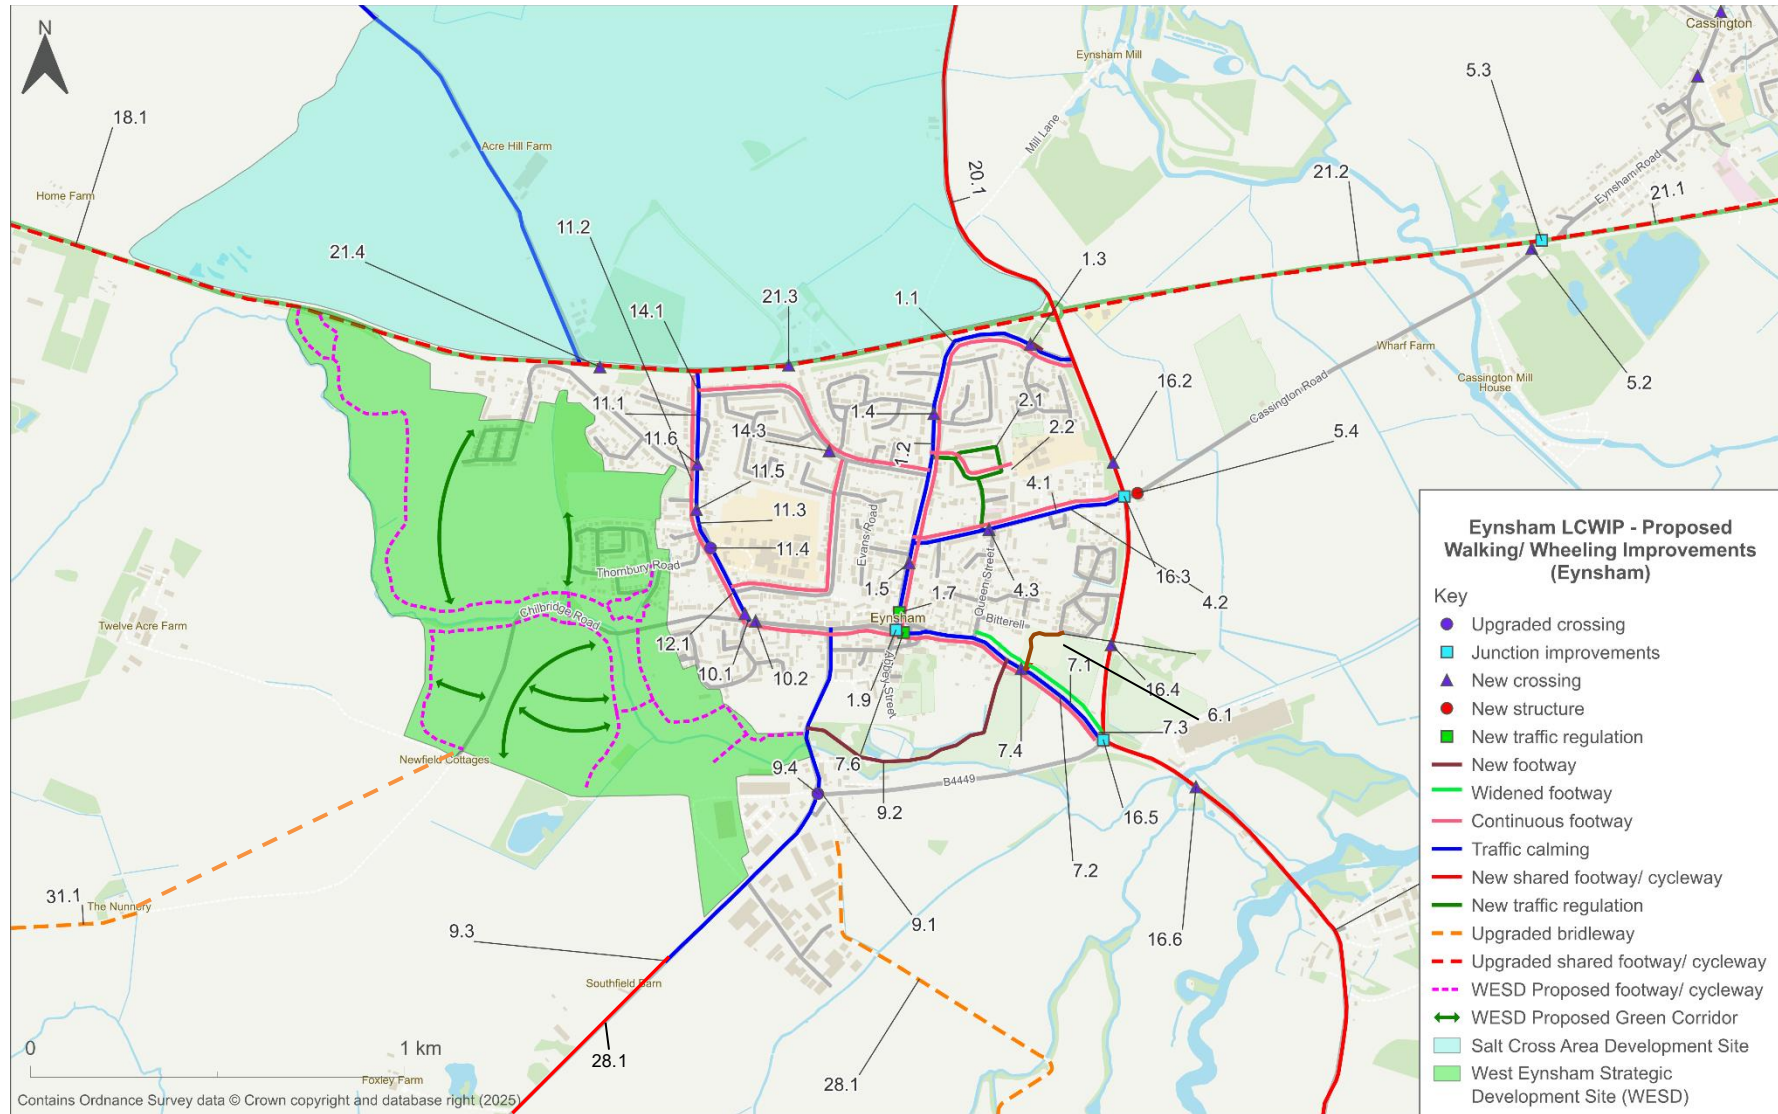 N
Cassington
Eynsham Mill
5.3
18.1
Mill Lane
Acre Hill Farm
Eynsham Road
Home Farm
20.1
21.2
21.1
11.2
21.4
1.3
14.1
21.3
1.1
Wharf Farm
Cassington Mill
House
5.2
Cassington Road
16.2
11.1
1.4
2.1
5.4
11.6
14.3
1.2
2.2
11.5
4.1
11.3
Evans Road
11.4
16.3
Thornbury Road
1.5
1.7
Queen Street
4.3
4.2
Chilbridge Road
Eynsham
Bitterell
Twelve Acre Farm
12.1
10.1
10.2
1.9
Abbey Street
7.1
16.4
6.1
7.3
Newfield Cottages
9.4
7.6
7.4
B4449
9.2
16.5
7.2
31.1
The Nunnery
9.3
9.1
16.6
Southfield Barn
28.1
28.1
0
1 km
Foxley Farm
Contains Ordnance Survey data © Crown copyright and database right (2025)
Eynsham LCWIP - Proposed
Walking/ Wheeling Improvements
(Eynsham)
Key
Upgraded crossing
Junction improvements
New crossing
New structure
New traffic regulation
New footway
Widened footway
Continuous footway
Traffic calming
New shared footway/ cycleway
New traffic regulation
Upgraded bridleway
Upgraded shared footway/ cycleway
WESD Proposed footway/ cycleway
WESD Proposed Green Corridor
Salt Cross Area Development Site
West Eynsham Strategic
Development Site (WESD)